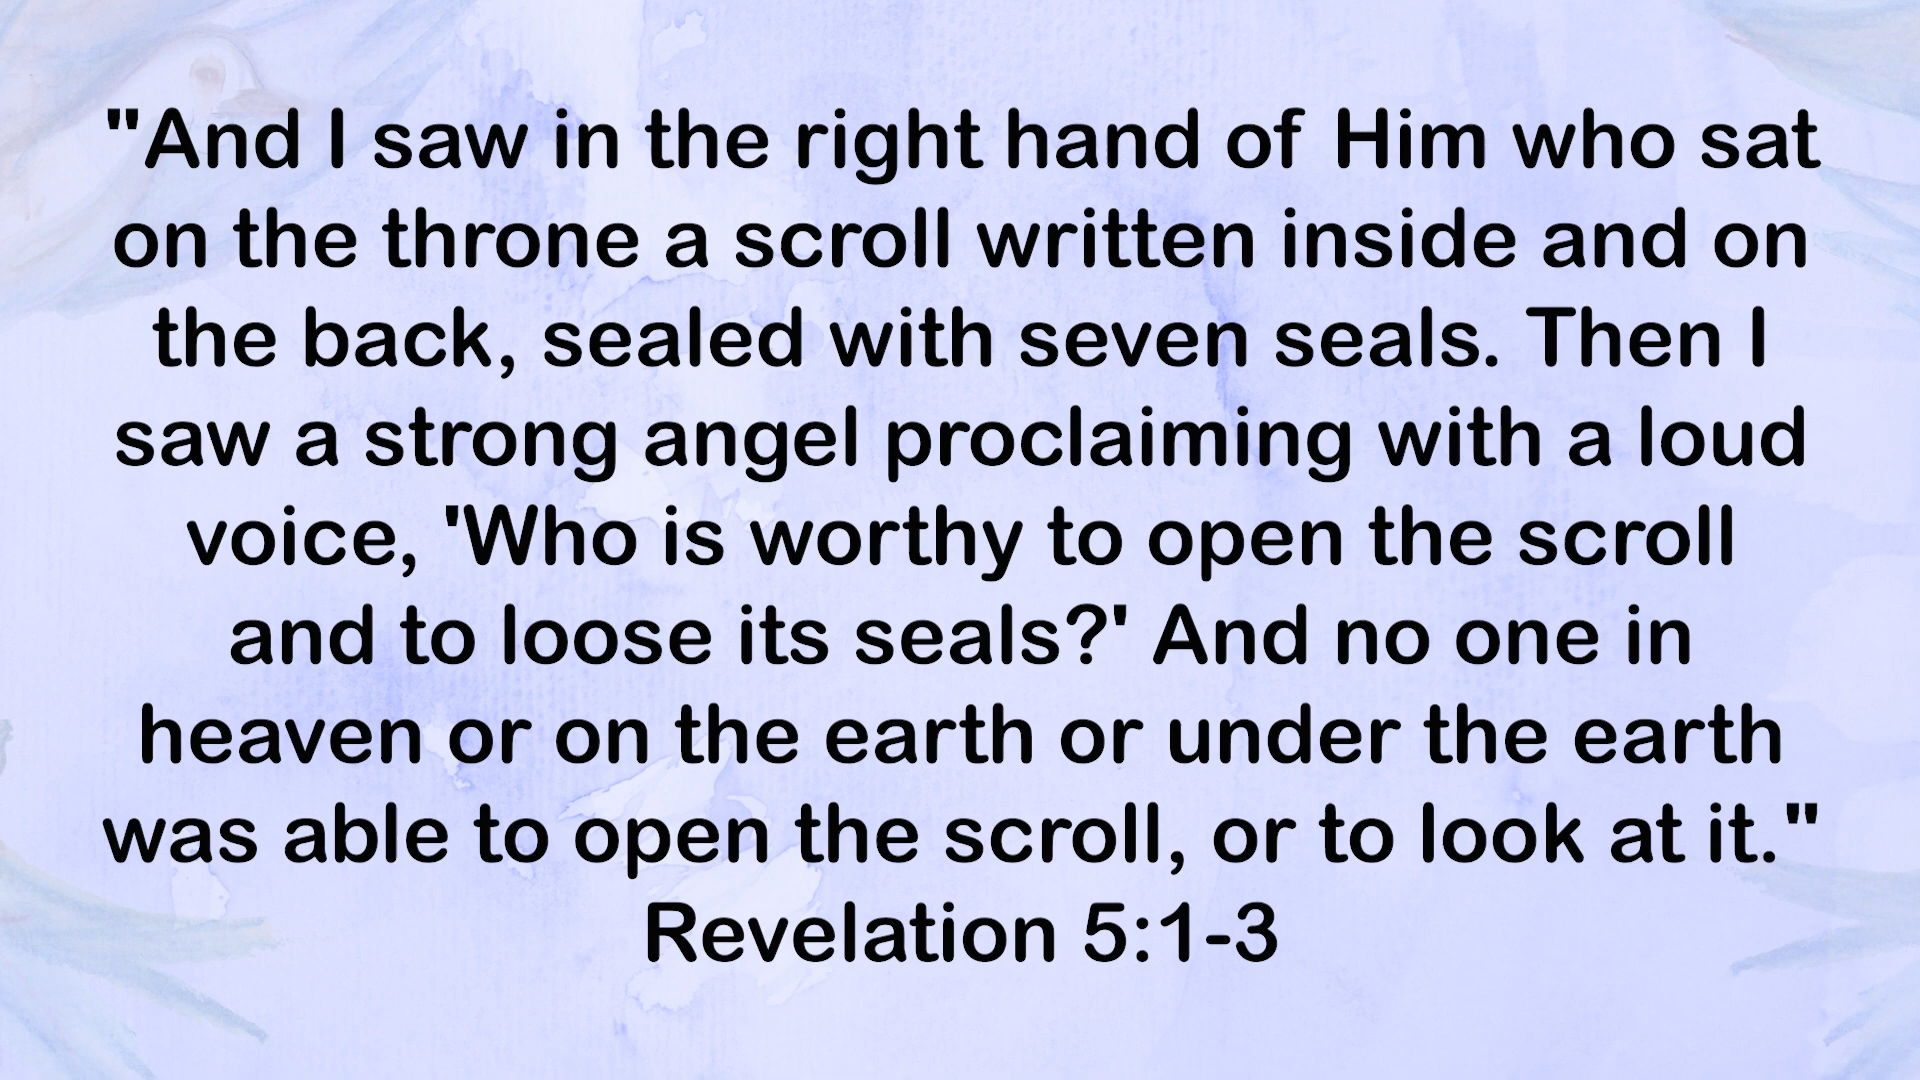 "And I saw in the right hand of Him who sat
on the throne a scroll written inside and on
the back, sealed with seven seals. Then I
saw a strong angel proclaiming with a loud
voice, 'Who is worthy to open the scroll
and to loose its seals?' And no one in
heaven or on the earth or under the earth
was able to open the scroll, or to look at it."
Revelation 5:1-3